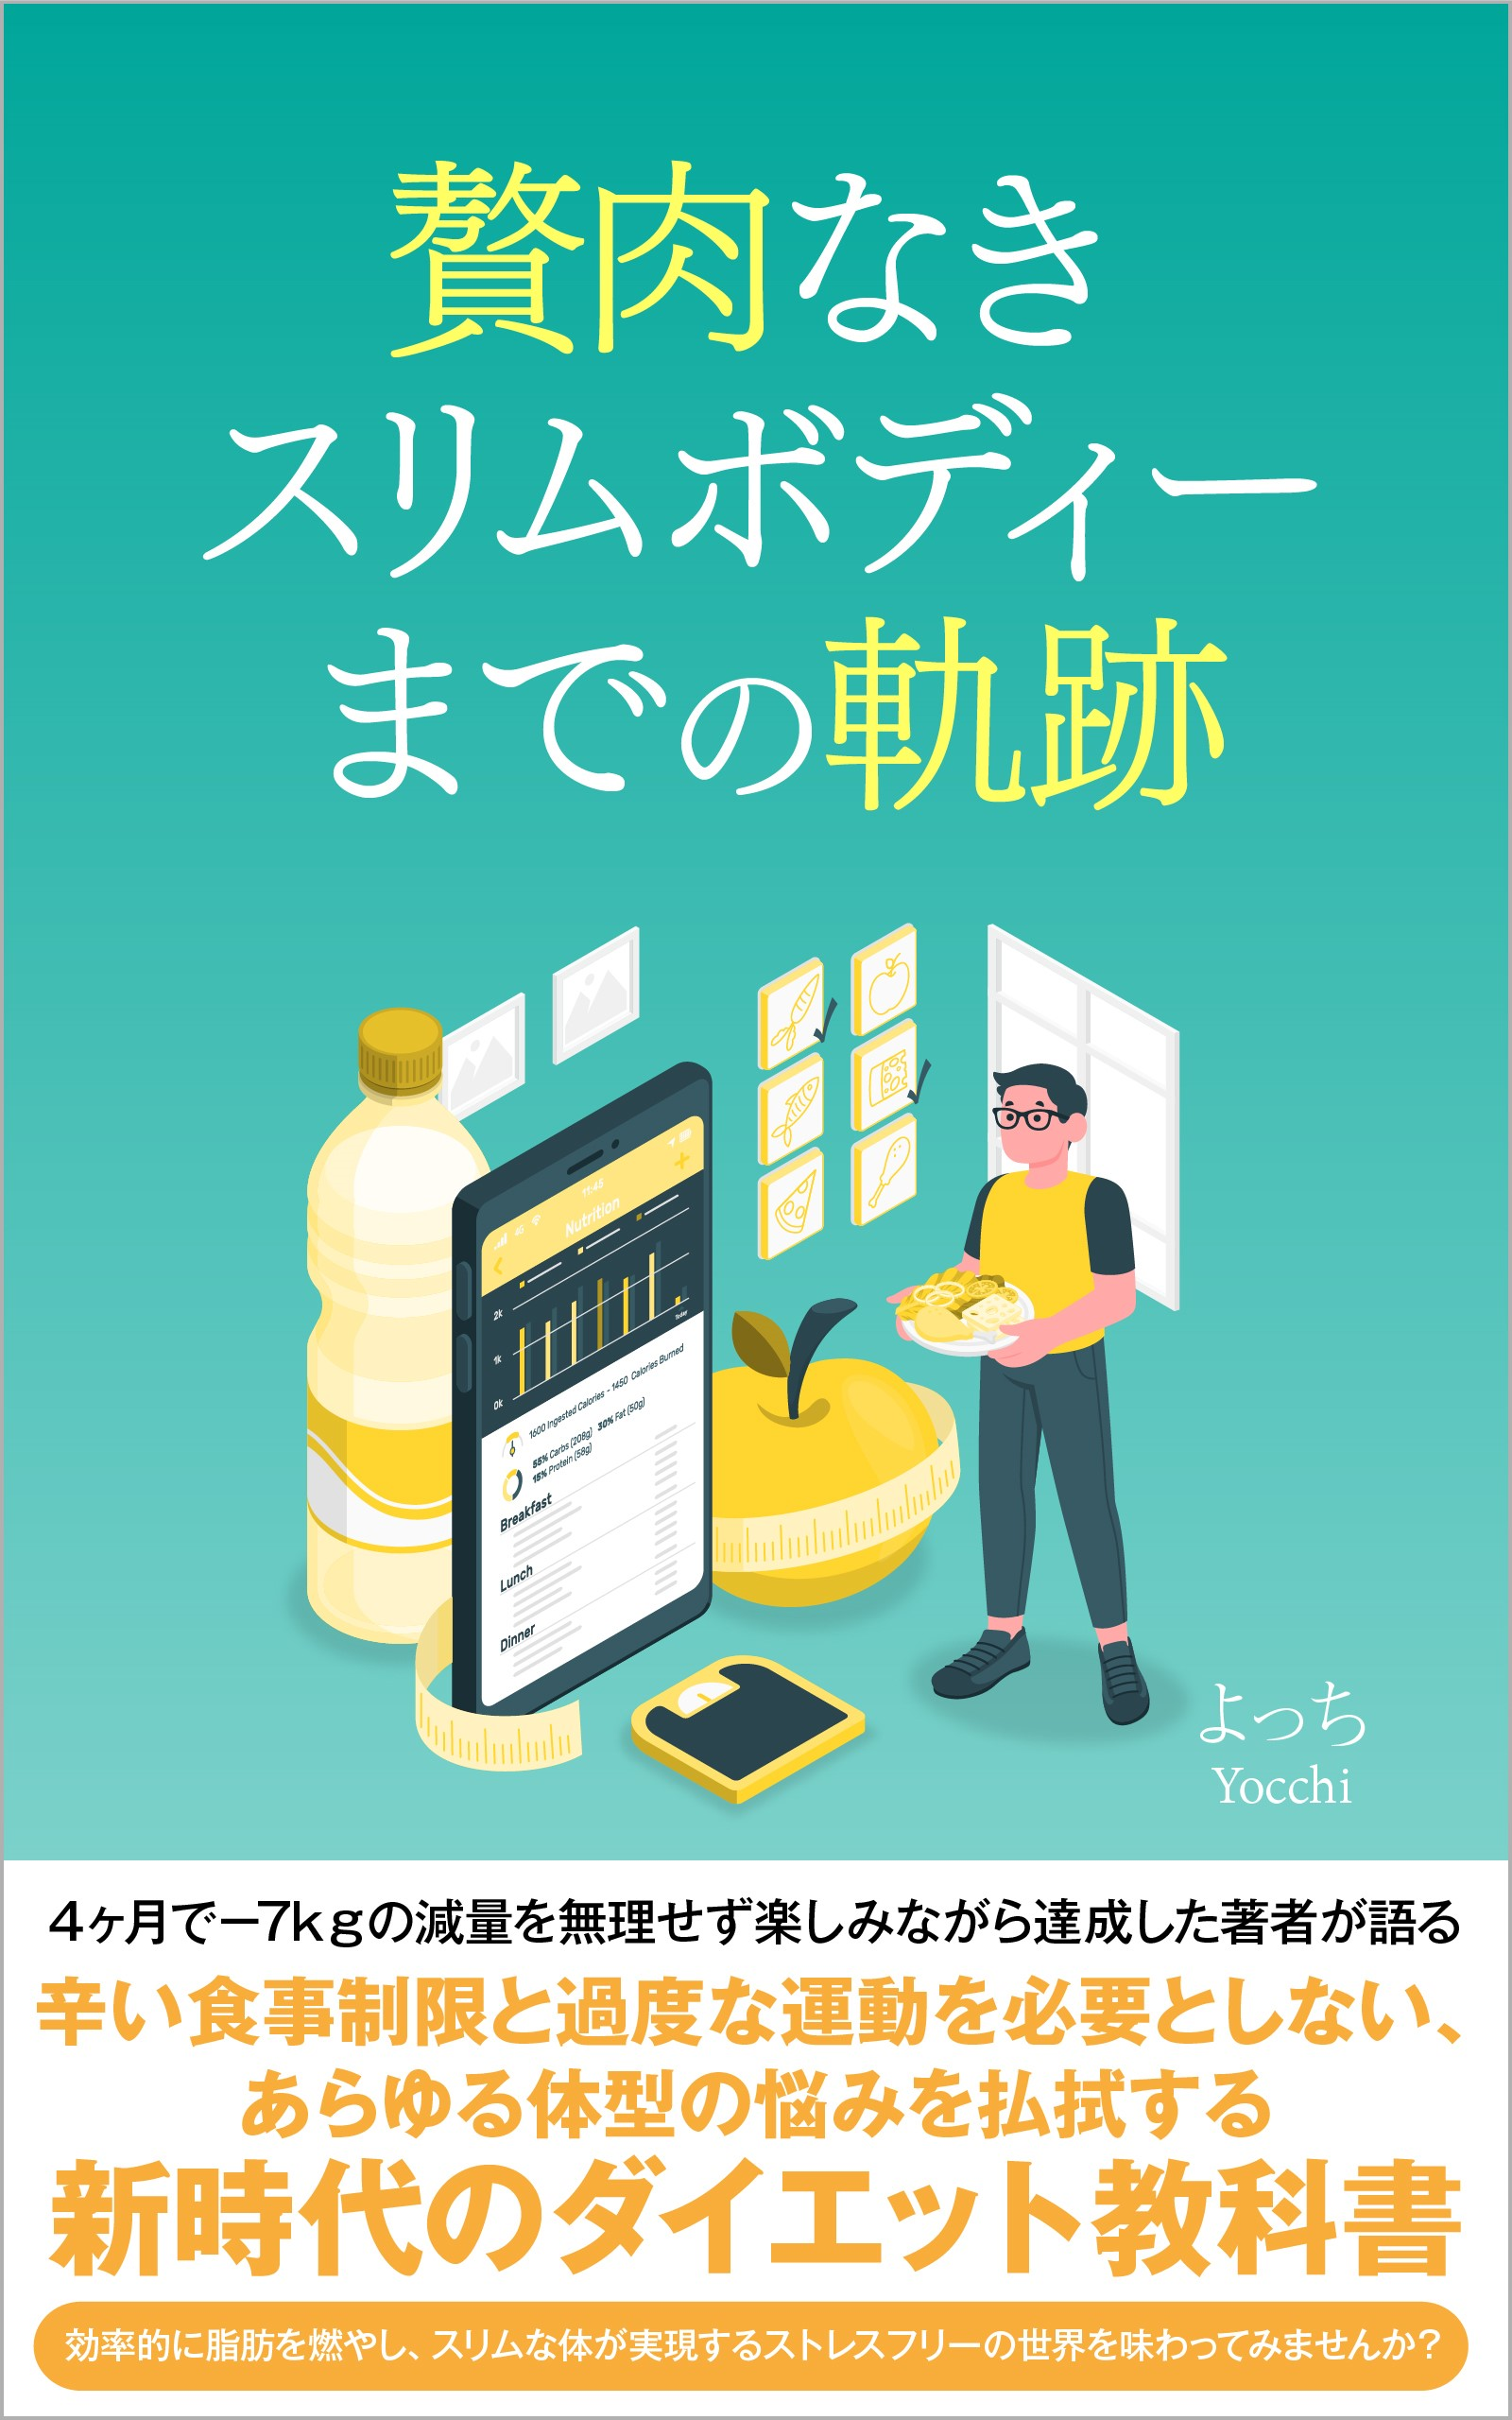 贅肉なき
スリムボディー
までの軌跡
11:45
4G
Nutrition
2k
1k
0k
Today
1600 Ingested Calories - 1450 Calories Burned
55% Carbs (208g) 30% Fat (50g)
15% Protein (58g)
Breakfast
Lunch
Dinner
よっち
Yocchi
4ヶ月でー7kgの減量を無理せず楽しみながら達成した著者が語る
辛い食事制限と過度な運動を必要としない、
あらゆる体型の悩みを払拭する
新時代のダイエット教科書
効率的に脂肪を燃やし、スリムな体が実現するストレスフリーの世界を味わってみませんか？